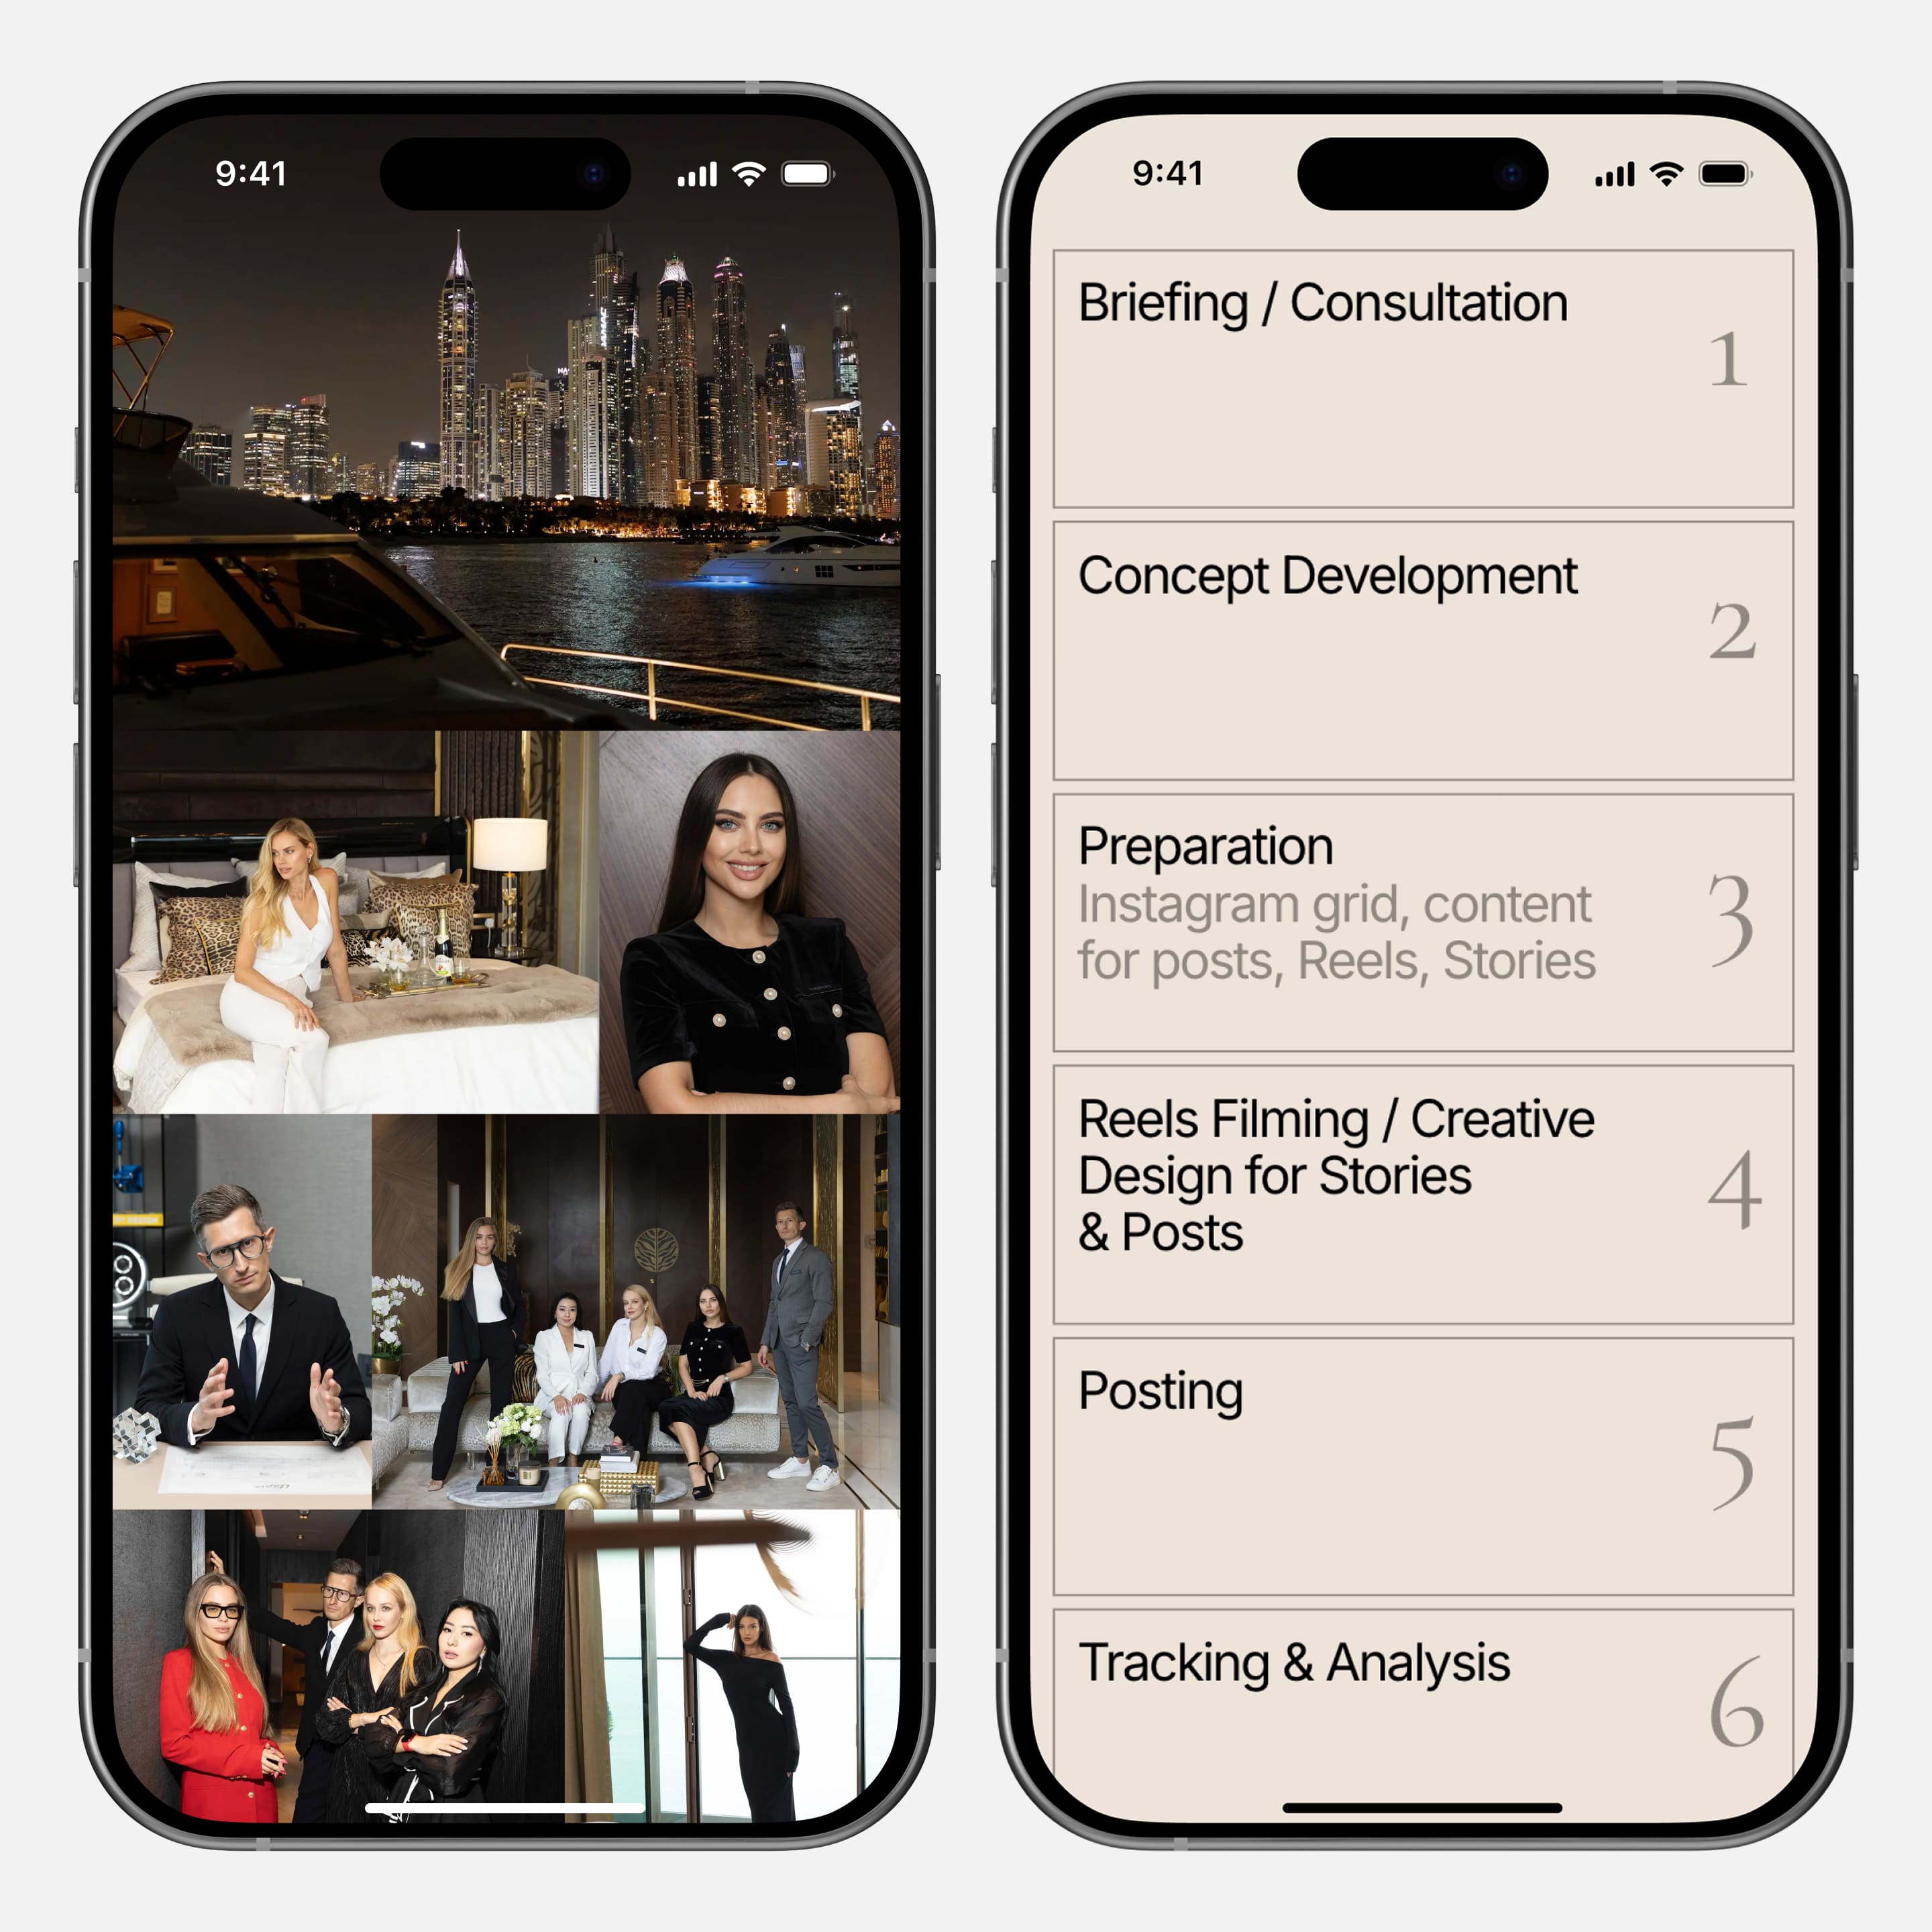 9:41
9:41
Briefing / Consultation
1
Concept Development
2
Preparation
Instagram grid, content
for posts, Reels, Stories
3
Reels Filming / Creative
Design for Stories
& Posts
4
Posting
5
Tracking & Analysis
6